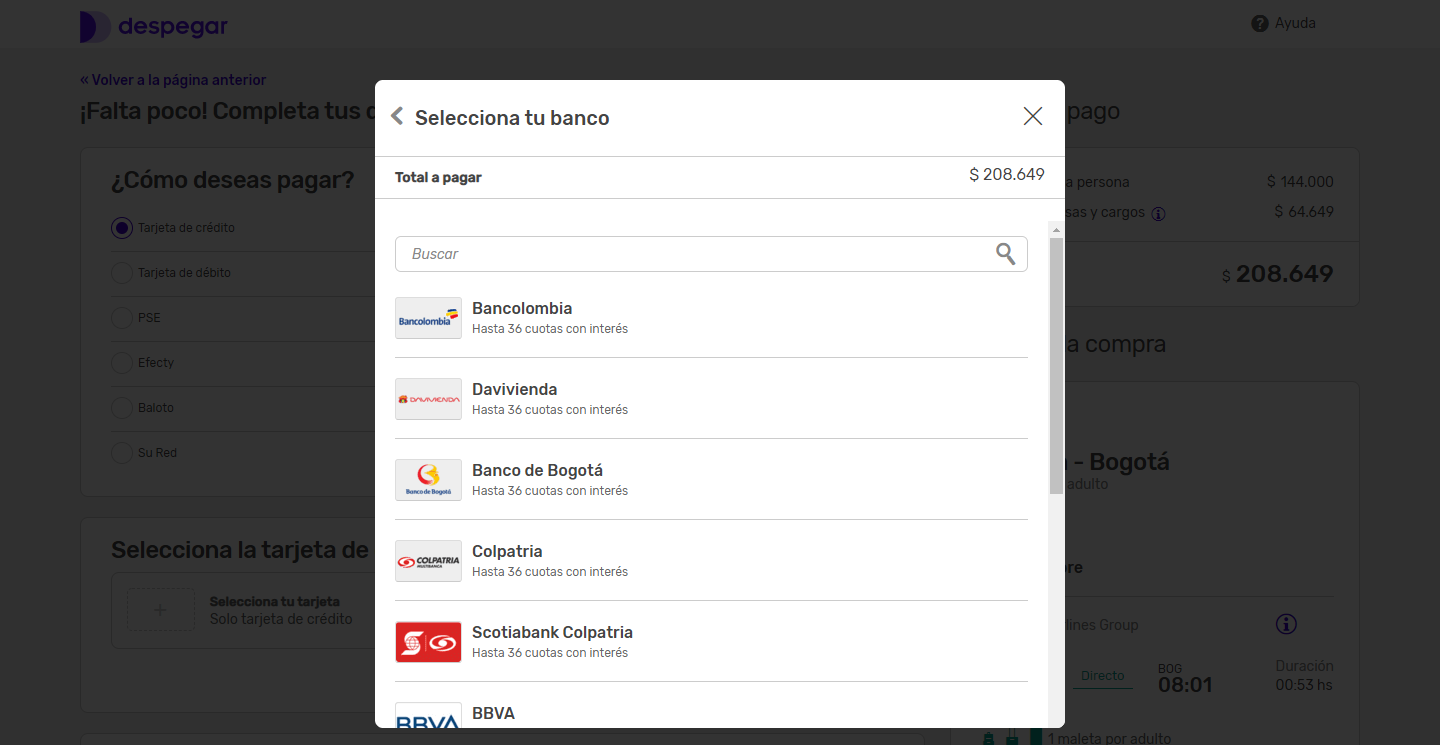 despegar
Ayuda
« Volver a la página anterior
¡Falta poco! Completa tus
pago
¿Cómo deseas pagar?
Tarjeta de crédito
Tarjeta de débito
PSE
Efecty
Baloto
Su Red
Selecciona la tarjeta de
Selecciona tu tarjeta
Solo tarjeta de crédito
Selecciona tu banco
Total a pagar $ 208.649
Buscar
Bancolombia
Bancolombia
Hasta 36 cuotas con interés
DAVIVIENDA
Davivienda
Hasta 36 cuotas con interés
Banco de Bogotá
Banco de Bogotá
Hasta 36 cuotas con interés
COLPATRIA
MULTIBANCA
Colpatria
Hasta 36 cuotas con interés
Scotiabank Colpatria
Hasta 36 cuotas con interés
BBVA
BBVA
a persona $ 144.000
sas y cargos $ 64.649
$ 208.649
a compra
- Bogotá
adulto
bre
lines Group
Directo
BOG
08:01
Duración
00:53 hs
1 maleta por adulto